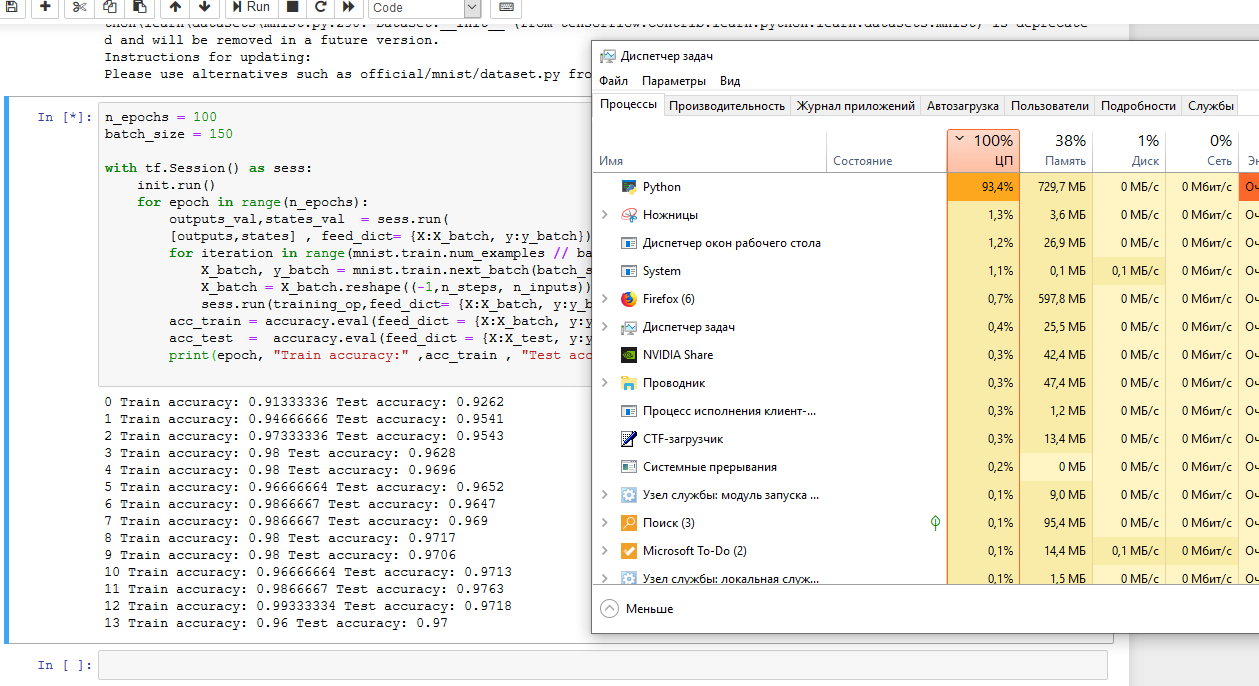 Run
Code
thon\learn\datasets\mnist.py:290: DataSet.__init__ (from tensorflow.contrib.learn.python.learn.datasets.mnist) is deprecate
d and will be removed in a future version.
Instructions for updating:
Please use alternatives such as official/mnist/dataset.py fro
In [*]:
n_epochs = 100
batch_size = 150
with tf.Session() as sess:
init.run()
for epoch in range(n_epochs):
outputs_val,states_val  = sess.run(
[outputs,states] , feed_dict= {X:X_batch, y:y_batch})
for iteration in range(mnist.train.num_examples // ba
X_batch, y_batch = mnist.train.next_batch(batch_s
X_batch = X_batch.reshape((-1,n_steps, n_inputs))
sess.run(training_op,feed_dict= {X:X_batch, y:y_b
acc_train = accuracy.eval(feed_dict = {X:X_batch, y:y
acc_test  =  accuracy.eval(feed_dict = {X:X_test, y:y
print(epoch, "Train accuracy:" ,acc_train , "Test acc
0 Train accuracy: 0.91333336 Test accuracy: 0.9262
1 Train accuracy: 0.94666666 Test accuracy: 0.9541
2 Train accuracy: 0.97333336 Test accuracy: 0.9543
3 Train accuracy: 0.98 Test accuracy: 0.9628
4 Train accuracy: 0.98 Test accuracy: 0.9696
5 Train accuracy: 0.96666664 Test accuracy: 0.9652
6 Train accuracy: 0.9866667 Test accuracy: 0.9647
7 Train accuracy: 0.9866667 Test accuracy: 0.969
8 Train accuracy: 0.98 Test accuracy: 0.9717
9 Train accuracy: 0.98 Test accuracy: 0.9706
10 Train accuracy: 0.96666664 Test accuracy: 0.9713
11 Train accuracy: 0.9866667 Test accuracy: 0.9763
12 Train accuracy: 0.99333334 Test accuracy: 0.9718
13 Train accuracy: 0.96 Test accuracy: 0.97
In [ ]:
Диспетчер задач
Файл Параметры Вид
Процессы Производительность Журнал приложений Автозагрузка Пользователи Подробности Службы
100% 38% 1% 0%
Имя Состояние ЦП Память Диск Сеть Эн
Python 93,4% 729,7 МБ 0 МБ/с 0 Мбит/с Оч
Ножницы 1,3% 3,6 МБ 0 МБ/с 0 Мбит/с Оч
Диспетчер окон рабочего стола 1,2% 26,9 МБ 0 МБ/с 0 Мбит/с Оч
System 1,1% 0,1 МБ 0,1 МБ/с 0 Мбит/с Оч
Firefox (6) 0,7% 597,8 МБ 0 МБ/с 0 Мбит/с Оч
Диспетчер задач 0,4% 25,5 МБ 0 МБ/с 0 Мбит/с Оч
NVIDIA Share 0,3% 42,4 МБ 0 МБ/с 0 Мбит/с Оч
Проводник 0,3% 47,4 МБ 0 МБ/с 0 Мбит/с Оч
Процесс исполнения клиент-... 0,3% 1,2 МБ 0 МБ/с 0 Мбит/с Оч
CTF-загрузчик 0,3% 13,4 МБ 0 МБ/с 0 Мбит/с Оч
Системные прерывания 0,2% 0 МБ 0 МБ/с 0 Мбит/с Оч
Узел службы: модуль запуска ... 0,1% 9,0 МБ 0 МБ/с 0 Мбит/с Оч
Поиск (3) 0,1% 95,4 МБ 0 МБ/с 0 Мбит/с Оч
Microsoft To-Do (2) 0,1% 14,4 МБ 0,1 МБ/с 0 Мбит/с Оч
Узел службы: локальная служ... 0,1% 1,5 МБ 0 МБ/с 0 Мбит/с Оч
Меньше